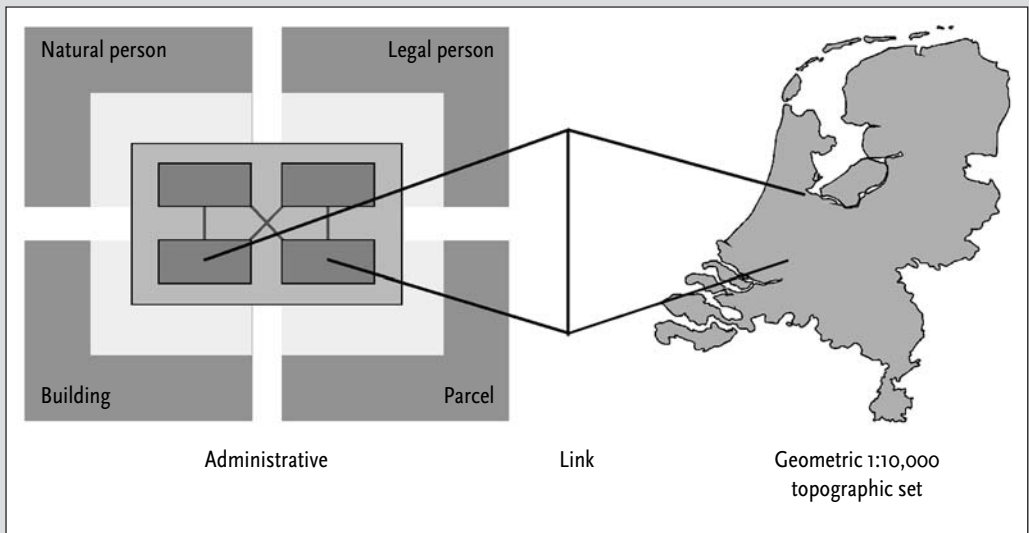 Natural person
Legal person
Building
Parcel
Administrative
Link
Geometric 1:10,000
topographic set